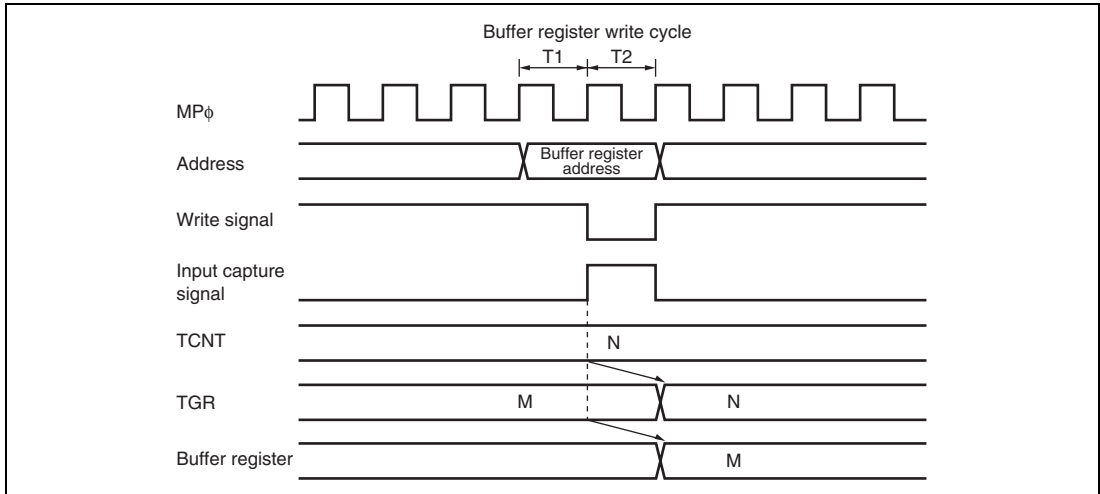 Buffer register write cycle
T1 T2
MPϕ
Address
Buffer register
address
Write signal
Input capture
signal
TCNT
N
TGR
M
N
Buffer register
M